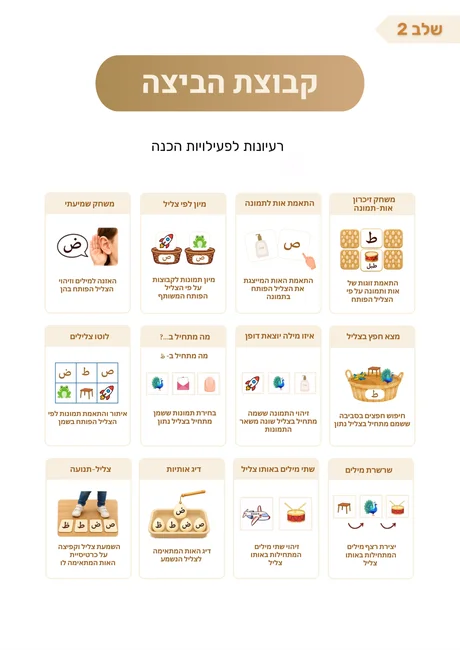 שלב 2
קבוצת הביצה
רעיונות לפעילויות הכנה
משחק זיכרון
אות-תמונה
ط
طبل
התאמת זוגות של
אות ותמונה על פי
הצליל הפותח
התאמת אות לתמונה
ص
התאמת האות המייצגת
את הצליל הפותח
בתמונה
מיון לפי צליל
ص
ض
מיון תמונות לקבוצות
על פי הצליל
הפותח המשותף
משחק שמיעתי
ض
האזנה למילים וזיהוי
הצליל הפותח בהן
מצא חפץ בצליל
ط
חיפוש חפצים בסביבה
ששמם מתחיל בצליל נתון
איזו מילה יוצאת דופן
זיהוי התמונה ששמה
מתחיל בצליל שונה משאר
התמונות
מה מתחיל ב...?
מה מתחיל ב- ظ
בחירת תמונות ששמן
מתחיל בצליל נתון
לוטו צלילים
ض ط ص
איתור והתאמת תמונות לפי
הצליל הפותח בשמן
שרשרת מילים
יצירת רצף מילים
המתחילות באותו
צליל
שתי מילים באותו צליל
זיהוי שתי מילים
המתחילות באותו
צליל
דיג אותיות
ظ ط ض ص
דיג האות המתאימה
לצליל הנשמע
צליל-תנועה
ظ ط ض ص
השמעת צליל וקפיצה
על כרטיסיית
האות המתאימה לו